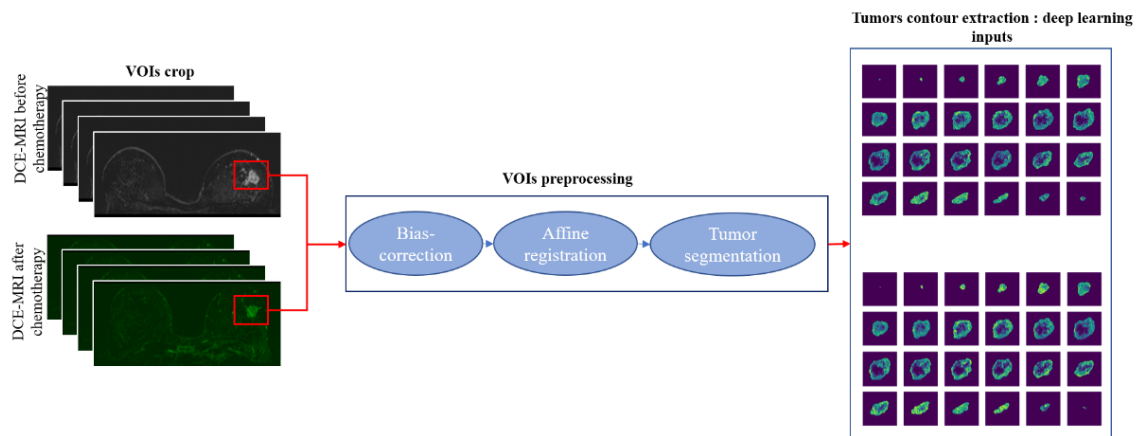 Tumors contour extraction : deep learning
inputs
VOIs crop
DCE-MRI before
chemotherapy
VOIs preprocessing
Bias-
correction
Affine
registration
Tumor
segmentation
DCE-MRI after
chemotherapy